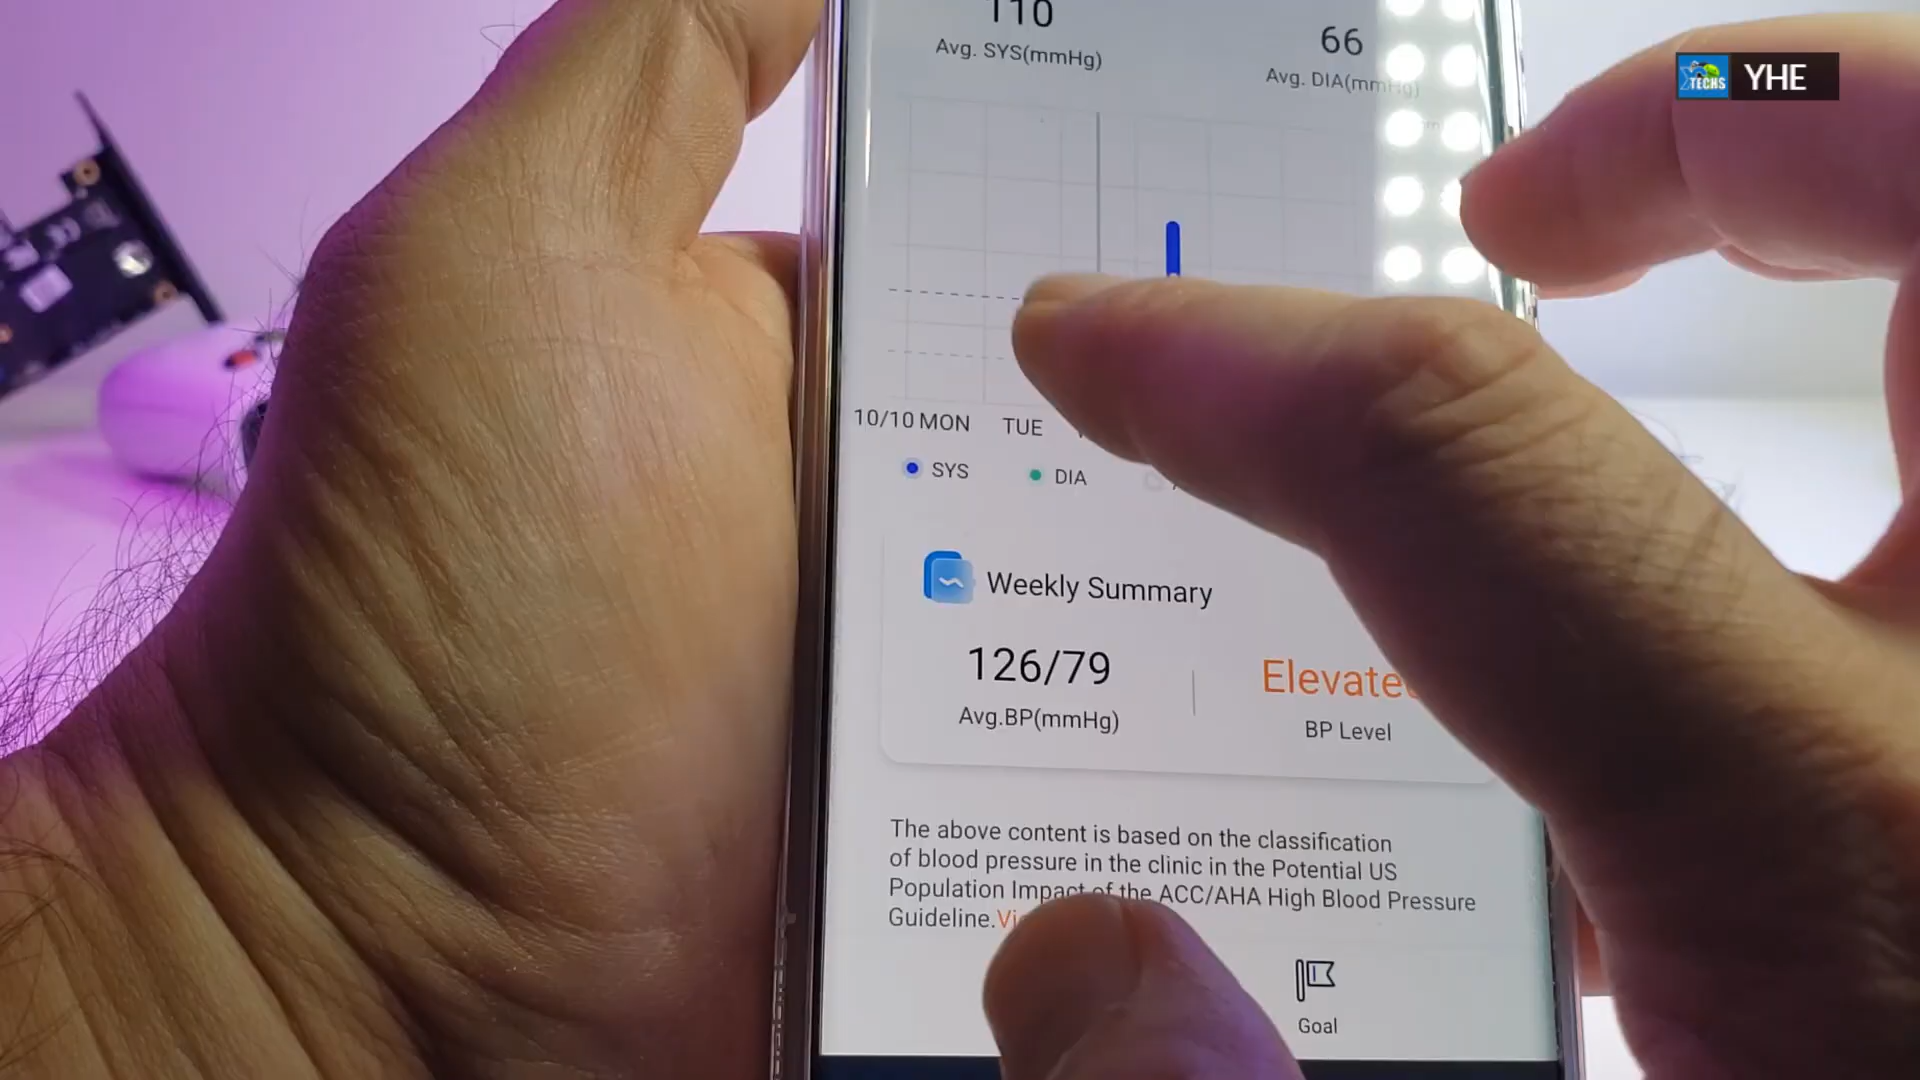 110
Avg. SYS(mmHg)
66
Avg. DIA(mmHg)
TECHS
YHE
10/10 MON
TUE
SYS
DIA
Weekly Summary
126/79
Avg.BP(mmHg)
BP Level
The above content is based on the classification
of blood pressure in the clinic in the Potential US
Population Impact of the ACC/AHA High Blood Pressure
Guideline.
Goal